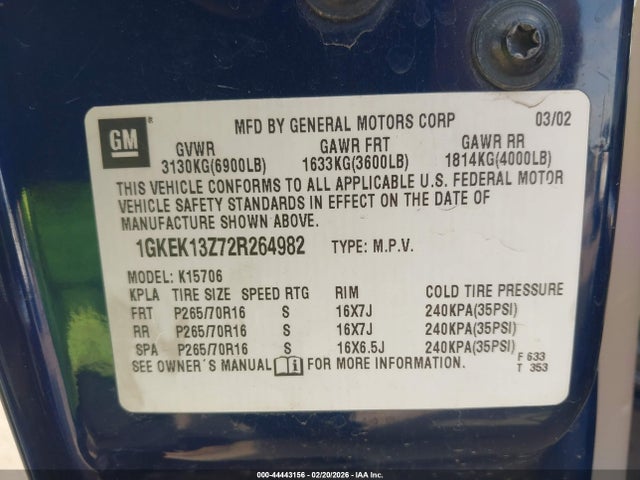 GM ®
MFD BY GENERAL MOTORS CORP 03/02
GVWR GAWR FRT GAWR RR
3130KG(6900LB) 1633KG(3600LB) 1814KG(4000LB)
THIS VEHICLE CONFORMS TO ALL APPLICABLE U.S. FEDERAL MOTOR
VEHICLE SAFETY STANDARDS IN EFFECT ON THE DATE OF
MANUFACTURE SHOWN ABOVE.
1GKEK13Z72R264982 TYPE: M.P.V.
MODEL: K15706
KPLA TIRE SIZE SPEED RTG RIM COLD TIRE PRESSURE
FRT P265/70R16 S 16X7J 240KPA(35PSI)
RR P265/70R16 S 16X7J 240KPA(35PSI)
SPA P265/70R16 S 16X6.5J 240KPA(35PSI)
SEE OWNER´S MANUAL FOR MORE INFORMATION.
F 633
T 353
000-44443156 - 02/20/2026 - IAA, Inc.